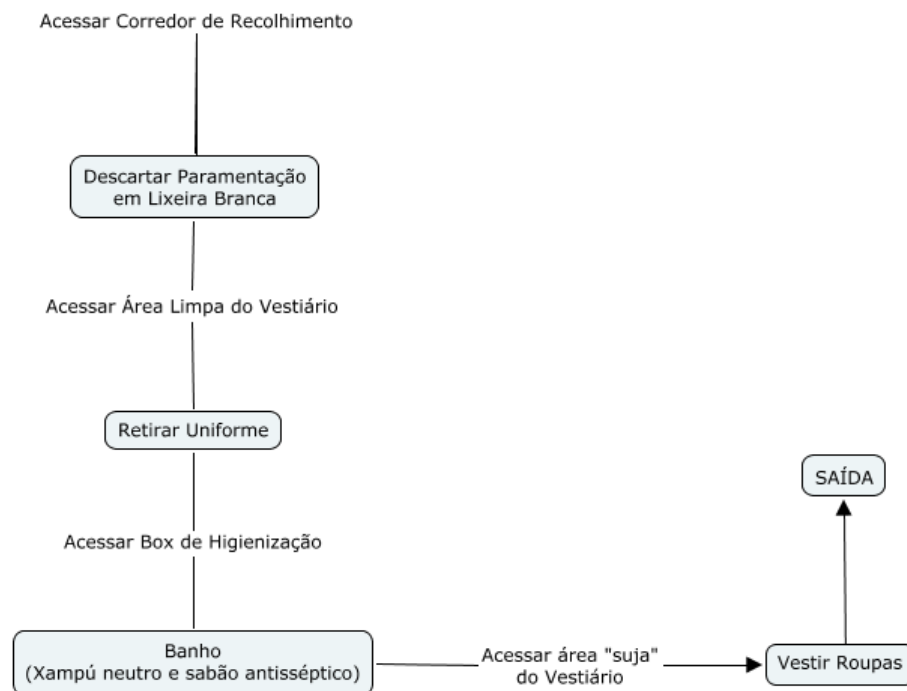 Acessar Corredor de Recolhimento
Descartar Paramentação
em Lixeira Branca
Acessar Área Limpa do Vestiário
Retirar Uniforme
Acessar Box de Higienização
Banho
(Xampú neutro e sabão antisséptico)
Acessar área "suja"
do Vestiário
Vestir Roupas
SAÍDA